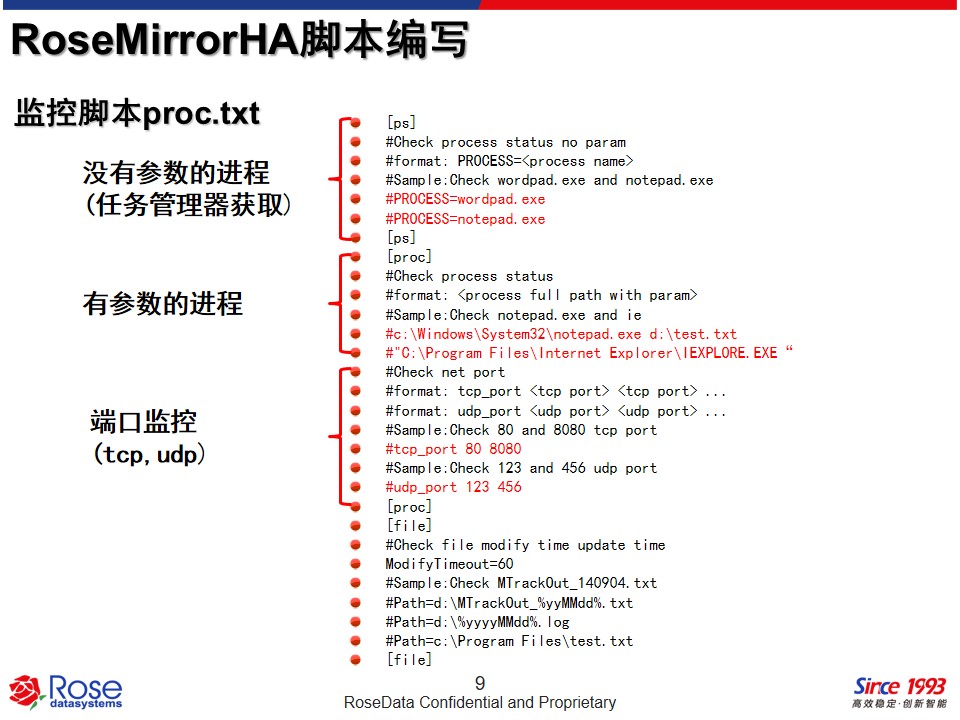 RoseMirrorHA脚本编写
监控脚本proc.txt
没有参数的进程
(任务管理器获取)
有参数的进程
端口监控
(tcp,udp)
[ps]
#Check process status no param
#format: PROCESS=<process name>
#Sample:Check wordpad.exe and notepad.exe
#PROCESS=wordpad.exe
#PROCESS=notepad.exe
[ps]
[proc]
#Check process status
#format: <process full path with param>
#Sample:Check notepad.exe and ie
#c:\Windows\System32\notepad.exe d:\test.txt
#"C:\Program Files\Internet Explorer\IEXPLORE.EXE “
#Check net port
#format: tcp_port <tcp port> <tcp port> ...
#format: udp_port <udp port> <udp port> ...
#Sample:Check 80 and 8080 tcp port
#tcp_port 80 8080
#Sample:Check 123 and 456 udp port
#udp_port 123 456
[proc]
[file]
#Check file modify time update time
ModifyTimeout=60
#Sample:Check MTrackOut_140904.txt
#Path=d:\MTrackOut_%yyMMdd%.txt
#Path=d:\%yyyyMMdd%.log
#Path=c:\Program Files\test.txt
[file]
Rose
datasystems
9
RoseData Confidential and Proprietary
Since 1993
高效稳定·创新智能